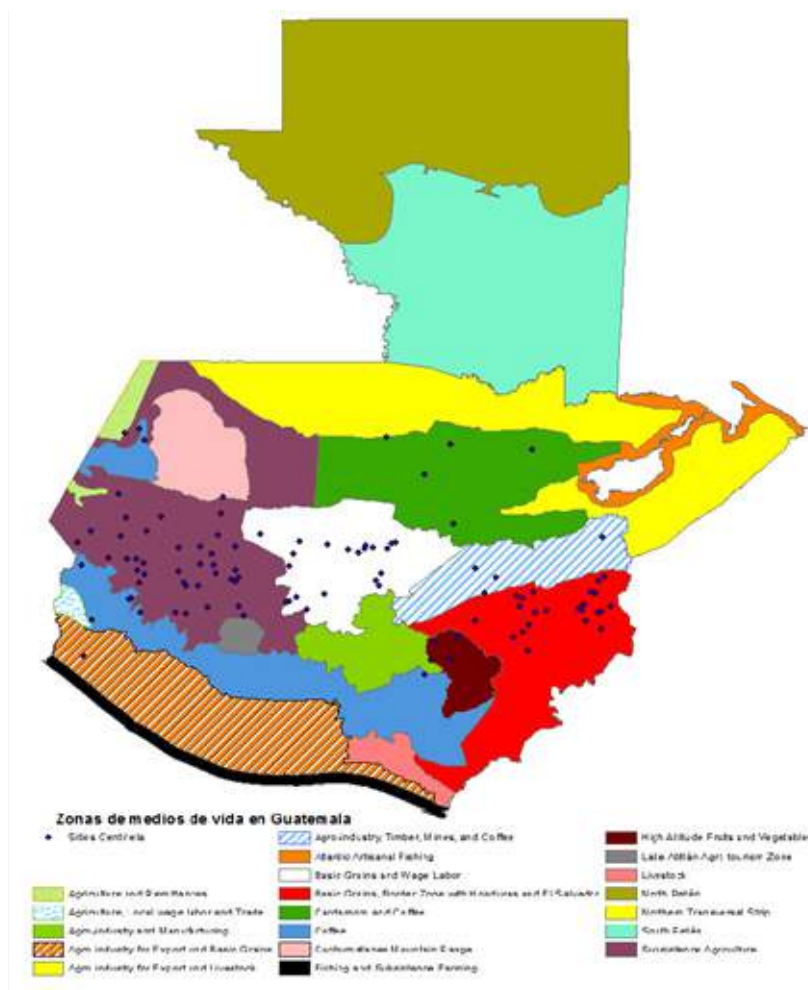 Zonas de medios de vida en Guatemala
Sites Centinela
Agriculture and Remittances
Agriculture, Local wage labor and Trade
Agro-industry and Manufacturing
Agro industry for Export and Basic Grains
Agro industry for Export and Livestock
Agro-industry, Timber, Mines, and Coffee
Atlantic Artisanal Fishing
Basic Grains and Wage Labor
Basic Grains, Border Zone with Honduras and El Salvador
Cardamom and Coffee
Coffee
Cuchumatanes Mountain Range
Fishing and Subsistence Farming
High Altitude Fruits and Vegetable
Lake Atitlán Agri tourism Zone
Livestock
North Petén
Northern Transversal Strip
South Petén
Subsistence Agriculture